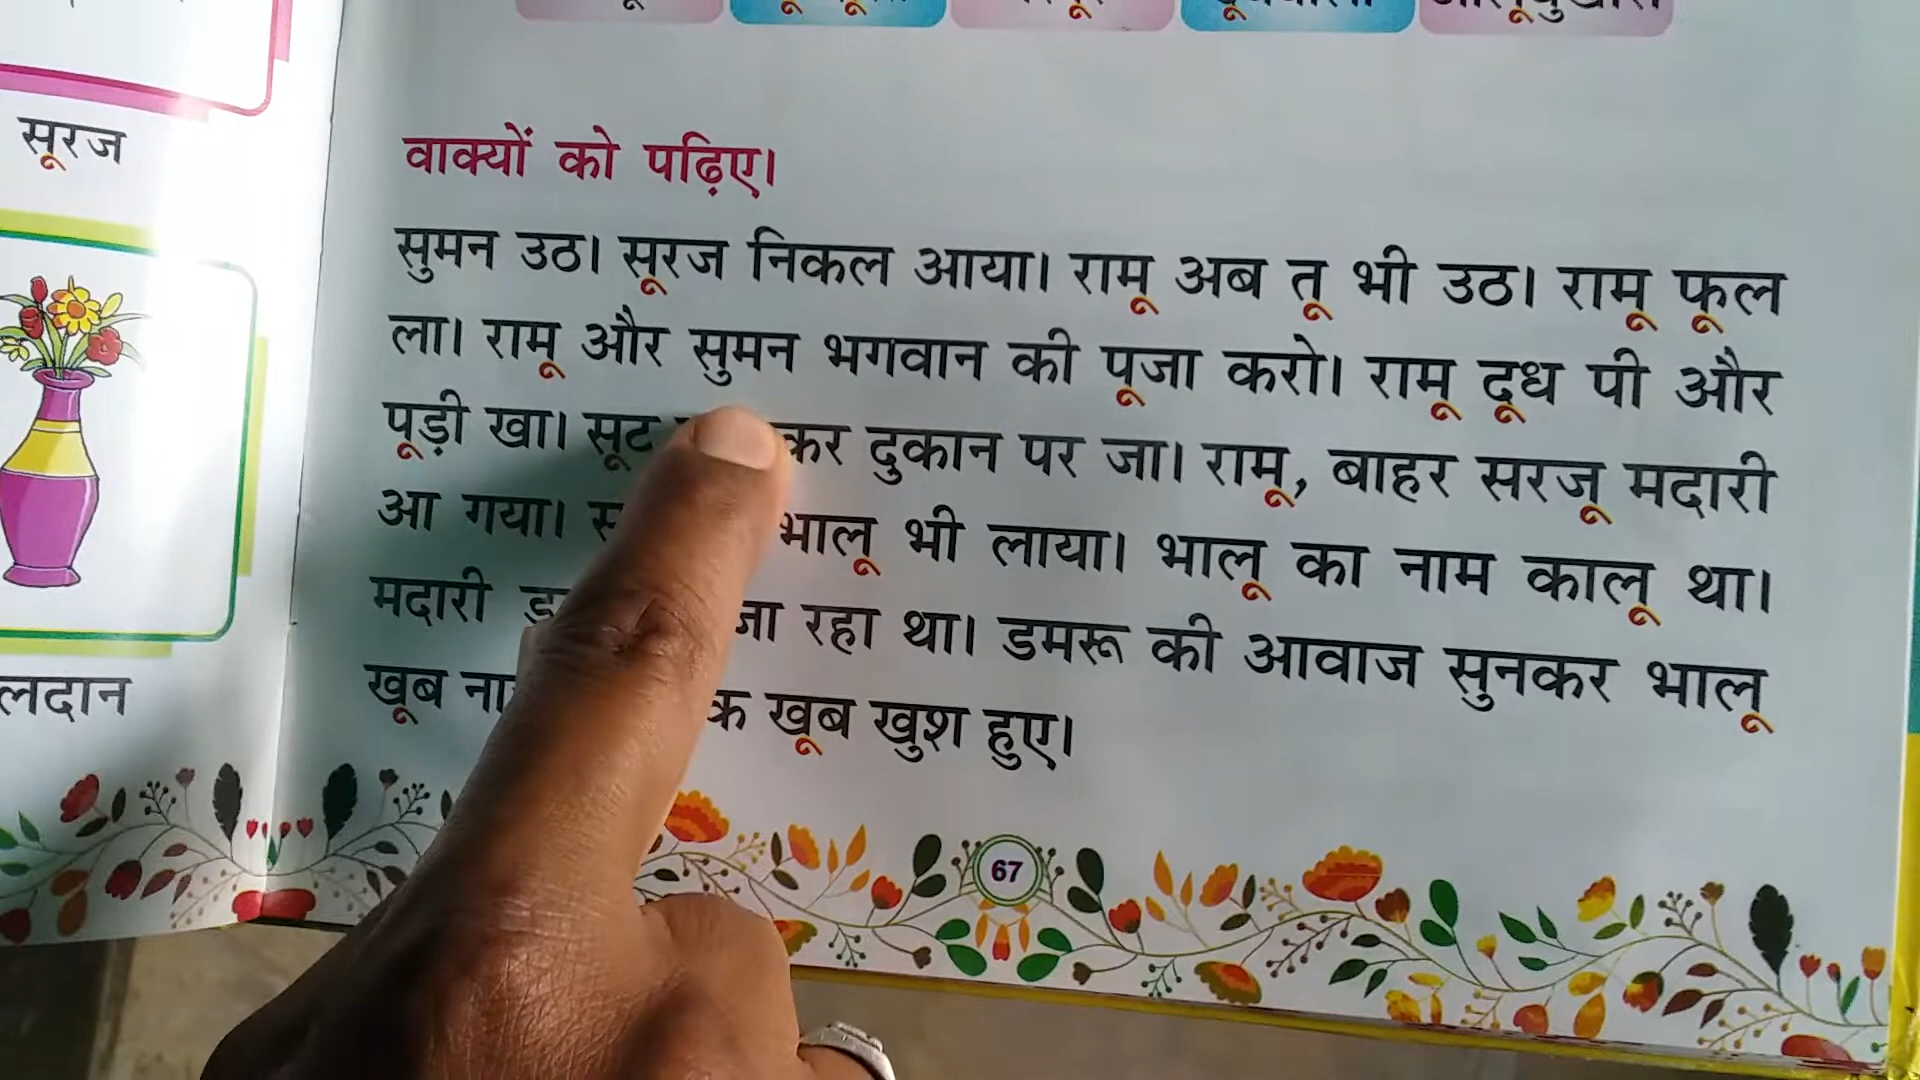 सूरज
लदान
वाक्यों को पढ़िए।
सुमन उठ। सूरज निकल आया। रामू अब तू भी उठ। रामू फूल
ला। रामू और सुमन भगवान की पूजा करो। रामू दूध पी और
पूड़ी खा। सूट कर दुकान पर जा। रामू, बाहर सरजू मदारी
आ गया। भालू भी लाया। भालू का नाम कालू था।
मदारी जा रहा था। डमरू की आवाज सुनकर भालू
खूब खूब खुश हुए।
67